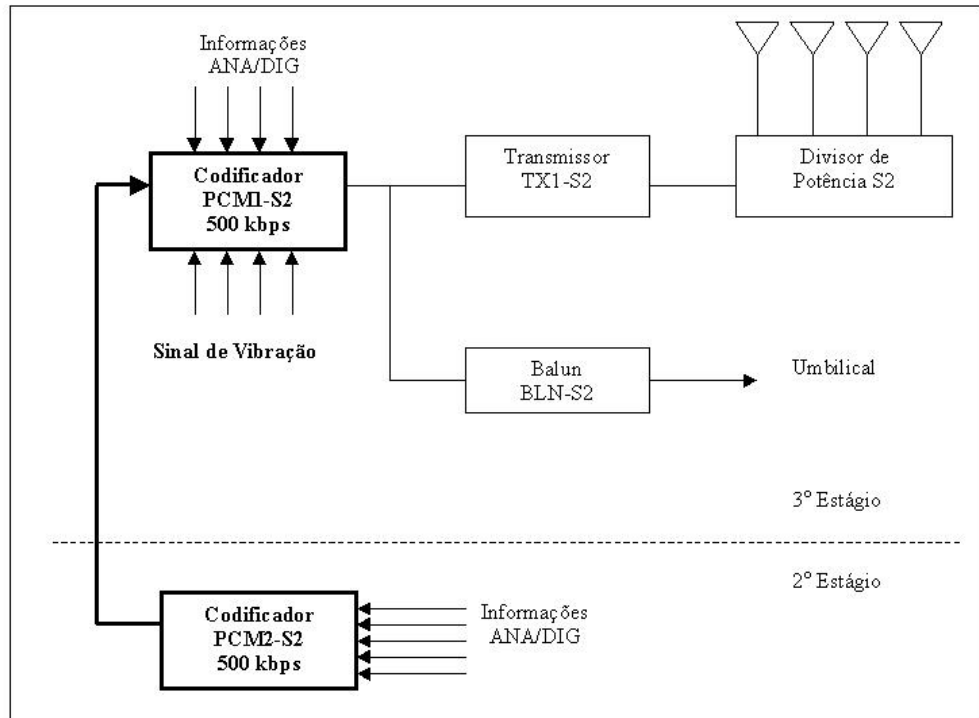 Informações
ANA/DIG
Codificador
PCM1-S2
500 kbps
Transmissor
TX1-S2
Divisor de
Potência S2
Sinal de Vibração
Balun
BLN-S2
Umbilical
3º Estágio
2º Estágio
Codificador
PCM2-S2
500 kbps
Informações
ANA/DIG